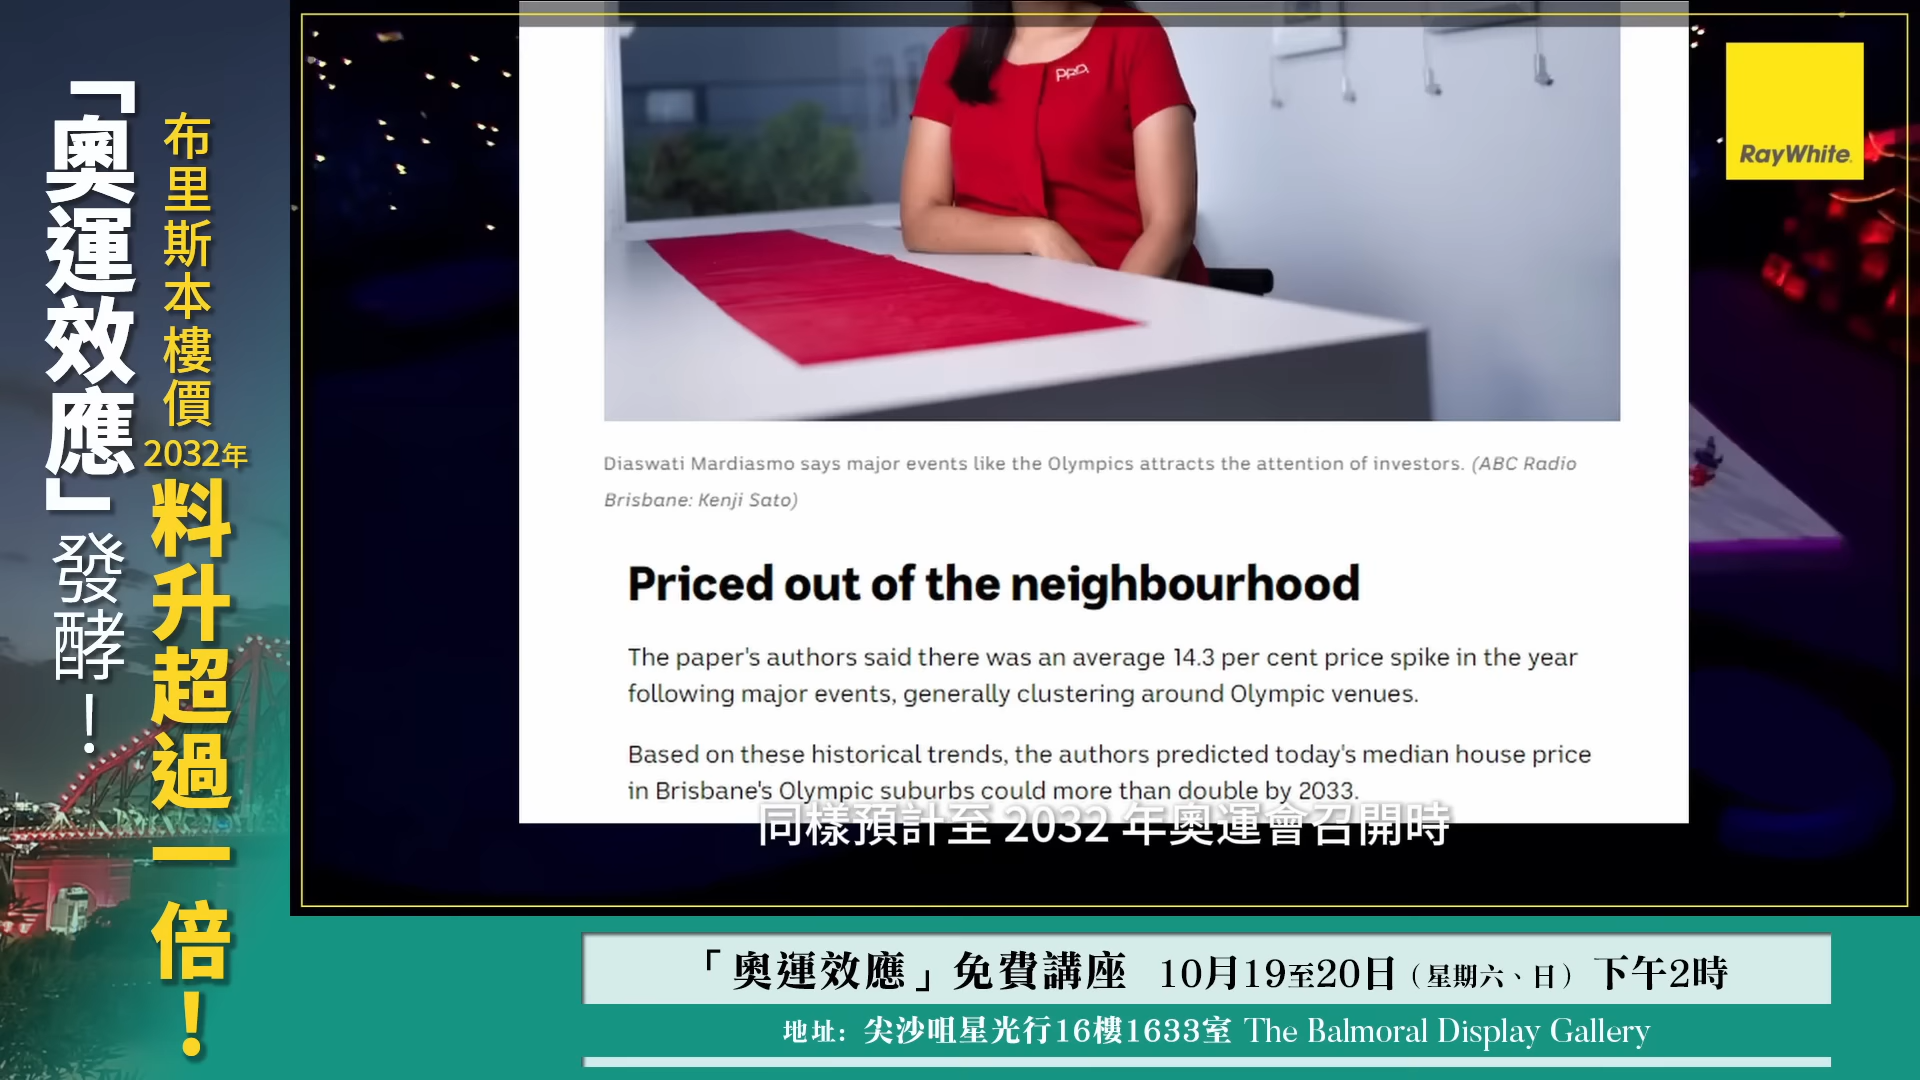 「奧運效應」發酵！
布里斯本樓價
2032年
料升超過一倍！
PRD
RayWhite.
Diaswati Mardiasmo says major events like the Olympics attracts the attention of investors. (ABC Radio
Brisbane: Kenji Sato)
Priced out of the neighbourhood
The paper's authors said there was an average 14.3 per cent price spike in the year
following major events, generally clustering around Olympic venues.
Based on these historical trends, the authors predicted today's median house price
in Brisbane's Olympic suburbs could more than double by 2033.
同樣預計至 2032 年奧運會召開時
「奧運效應」免費講座 10月19至20日（星期六、日）下午2時
地址：尖沙咀星光行16樓1633室 The Balmoral Display Gallery